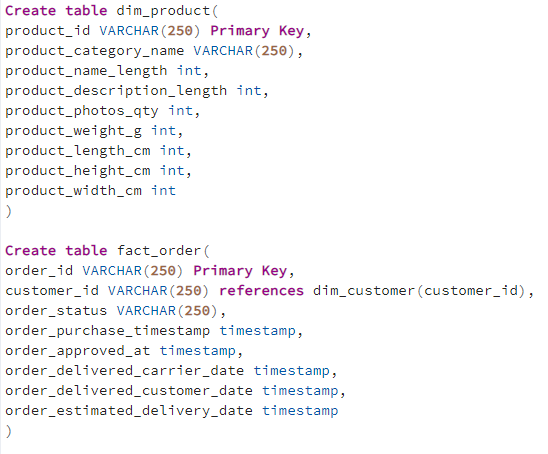 Create table dim_product(
product_id VARCHAR(250) Primary Key,
product_category_name VARCHAR(250),
product_name_length int,
product_description_length int,
product_photos_qty int,
product_weight_g int,
product_length_cm int,
product_height_cm int,
product_width_cm int
)
Create table fact_order(
order_id VARCHAR(250) Primary Key,
customer_id VARCHAR(250) references dim_customer(customer_id),
order_status VARCHAR(250),
order_purchase_timestamp timestamp,
order_approved_at timestamp,
order_delivered_carrier_date timestamp,
order_delivered_customer_date timestamp,
order_estimated_delivery_date timestamp
)